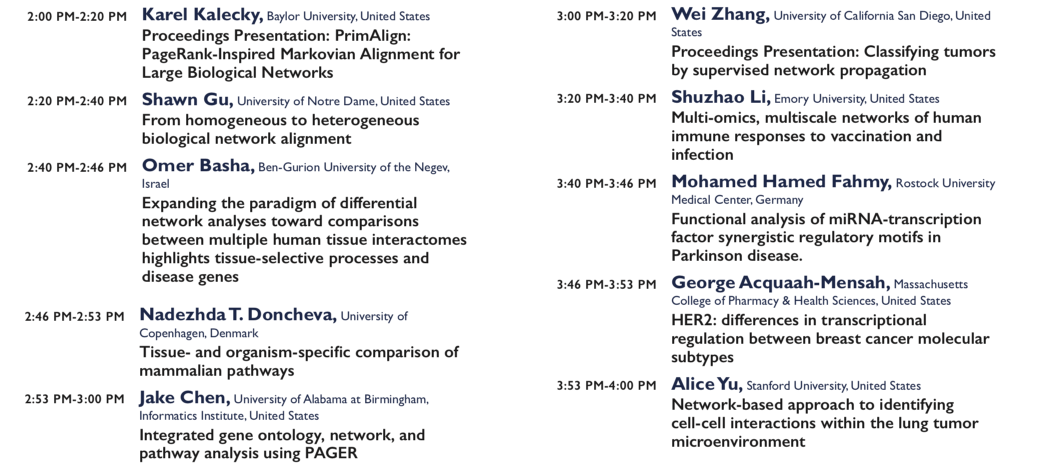 2:00 PM-2:20 PM Karel Kalecky, Baylor University, United States
Proceedings Presentation: PrimAlign:
PageRank-Inspired Markovian Alignment for
Large Biological Networks
2:20 PM-2:40 PM Shawn Gu, University of Notre Dame, United States
From homogeneous to heterogeneous
biological network alignment
2:40 PM-2:46 PM Omer Basha, Ben-Gurion University of the Negev,
Israel
Expanding the paradigm of differential
network analyses toward comparisons
between multiple human tissue interactomes
highlights tissue-selective processes and
disease genes
2:46 PM-2:53 PM Nadezhda T. Doncheva, University of
Copenhagen, Denmark
Tissue- and organism-specific comparison of
mammalian pathways
2:53 PM-3:00 PM Jake Chen, University of Alabama at Birmingham,
Informatics Institute, United States
Integrated gene ontology, network, and
pathway analysis using PAGER
3:00 PM-3:20 PM Wei Zhang, University of California San Diego, United
States
Proceedings Presentation: Classifying tumors
by supervised network propagation
3:20 PM-3:40 PM Shuzhao Li, Emory University, United States
Multi-omics, multiscale networks of human
immune responses to vaccination and
infection
3:40 PM-3:46 PM Mohamed Hamed Fahmy, Rostock University
Medical Center, Germany
Functional analysis of miRNA-transcription
factor synergistic regulatory motifs in
Parkinson disease.
3:46 PM-3:53 PM George Acquaah-Mensah, Massachusetts
College of Pharmacy & Health Sciences, United States
HER2: differences in transcriptional
regulation between breast cancer molecular
subtypes
3:53 PM-4:00 PM Alice Yu, Stanford University, United States
Network-based approach to identifying
cell-cell interactions within the lung tumor
microenvironment